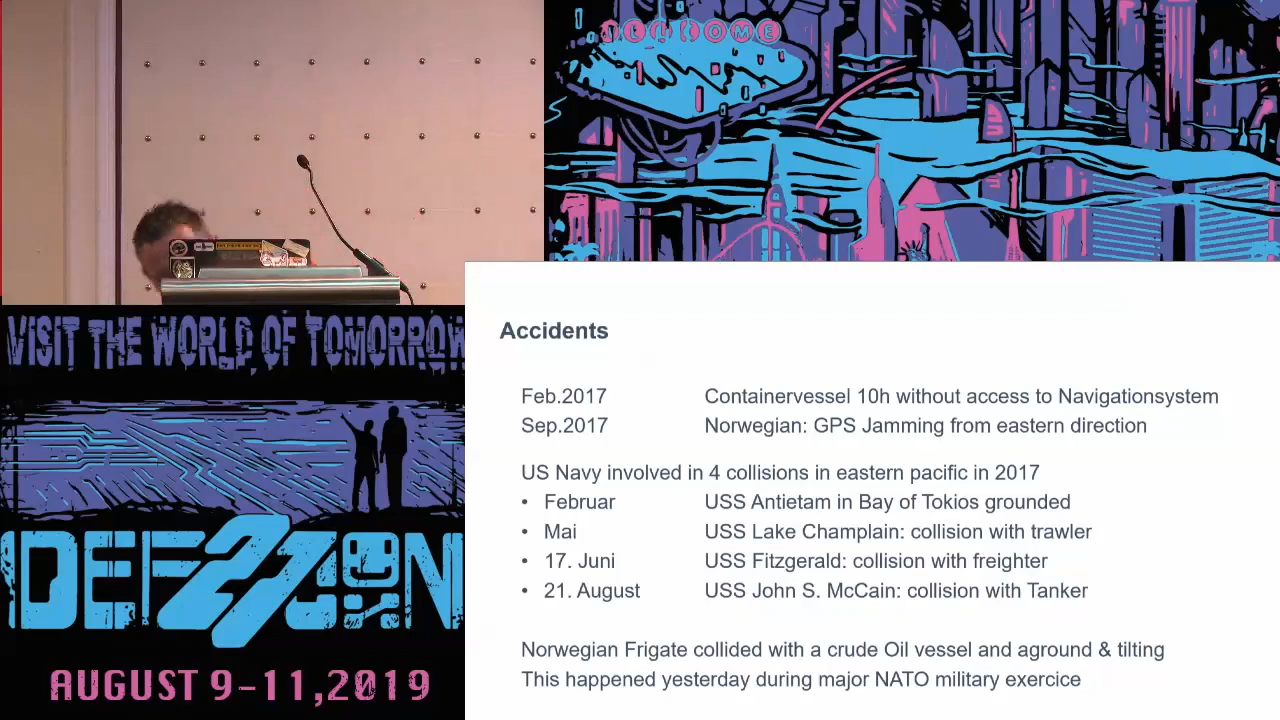 WELCOME
VISIT THE WORLD OF TOMORROW
DEFCON
27
AUGUST 9-11,2019
Accidents
Feb.2017 Containervessel 10h without access to Navigationsystem
Sep.2017 Norwegian: GPS Jamming from eastern direction
US Navy involved in 4 collisions in eastern pacific in 2017
• Februar USS Antietam in Bay of Tokios grounded
• Mai USS Lake Champlain: collision with trawler
• 17. Juni USS Fitzgerald: collision with freighter
• 21. August USS John S. McCain: collision with Tanker
Norwegian Frigate collided with a crude Oil vessel and aground & tilting
This happened yesterday during major NATO military exercice